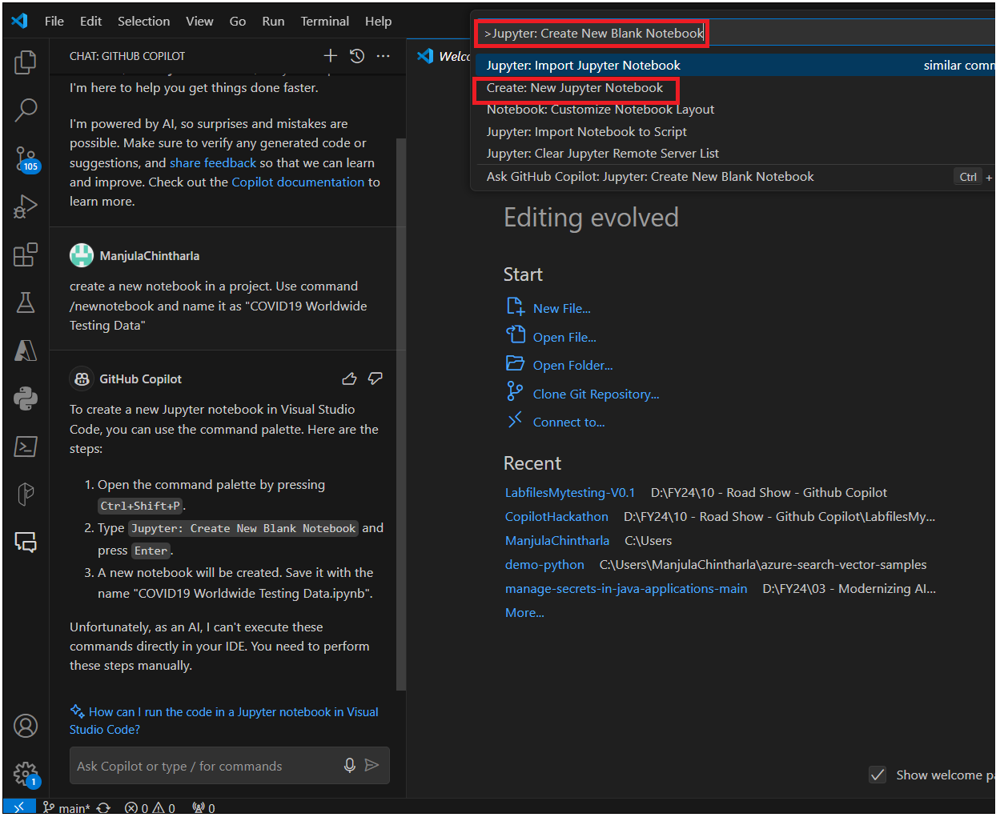 File Edit Selection View Go Run Terminal Help
>Jupyter: Create New Blank Notebook
Jupyter: Import Jupyter Notebook similar
Create: New Jupyter Notebook
Notebook: Customize Notebook Layout
Jupyter: Import Notebook to Script
Jupyter: Clear Jupyter Remote Server List
Ask GitHub Copilot: Jupyter: Create New Blank Notebook Ctrl +
CHAT: GITHUB COPILOT
I'm here to help you get things done faster.
I'm powered by AI, so surprises and mistakes are
possible. Make sure to verify any generated code or
suggestions, and share feedback so that we can learn
and improve. Check out the Copilot documentation to
learn more.
105
ManjulaChintharla
create a new notebook in a project. Use command
/newnotebook and name it as "COVID19 Worldwide
Testing Data"
GitHub Copilot
To create a new Jupyter notebook in Visual Studio
Code, you can use the command palette. Here are the
steps:
1. Open the command palette by pressing
Ctrl+Shift+P.
2. Type Jupyter: Create New Blank Notebook and
press Enter.
3. A new notebook will be created. Save it with the
name "COVID19 Worldwide Testing Data.ipynb".
Unfortunately, as an AI, I can't execute these
commands directly in your IDE. You need to perform
these steps manually.
How can I run the code in a Jupyter notebook in Visual
Studio Code?
Ask Copilot or type / for commands
Editing evolved
Start
New File...
Open File...
Open Folder...
Clone Git Repository...
Connect to...
Recent
LabfilesMytesting-V0.1 D:\FY24\10 - Road Show - Github Copilot
CopilotHackathon D:\FY24\10 - Road Show - Github Copilot\LabfilesMy...
ManjulaChintharla C:\Users
demo-python C:\Users\ManjulaChintharla\azure-search-vector-samples
manage-secrets-in-java-applications-main D:\FY24\03 - Modernizing AI...
More...
Show welcome
1
main* 0 0 0